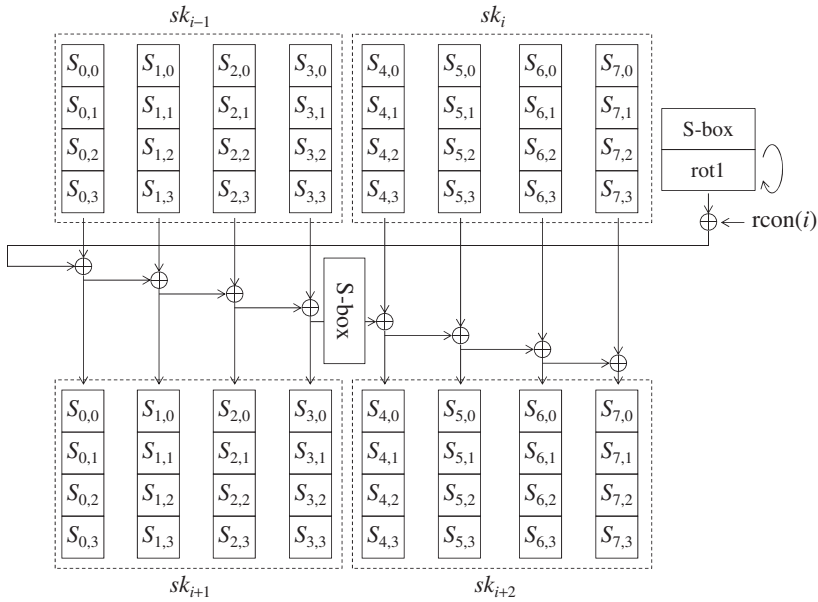 sk_{i−1} sk_i
S_{0,0} S_{1,0} S_{2,0} S_{3,0} S_{4,0} S_{5,0} S_{6,0} S_{7,0}
S_{0,1} S_{1,1} S_{2,1} S_{3,1} S_{4,1} S_{5,1} S_{6,1} S_{7,1}
S_{0,2} S_{1,2} S_{2,2} S_{3,2} S_{4,2} S_{5,2} S_{6,2} S_{7,2}
S_{0,3} S_{1,3} S_{2,3} S_{3,3} S_{4,3} S_{5,3} S_{6,3} S_{7,3}
S-box
rot1
rcon(i)
S-box
S_{0,0} S_{1,0} S_{2,0} S_{3,0} S_{4,0} S_{5,0} S_{6,0} S_{7,0}
S_{0,1} S_{1,1} S_{2,1} S_{3,1} S_{4,1} S_{5,1} S_{6,1} S_{7,1}
S_{0,2} S_{1,2} S_{2,2} S_{3,2} S_{4,2} S_{5,2} S_{6,2} S_{7,2}
S_{0,3} S_{1,3} S_{2,3} S_{3,3} S_{4,3} S_{5,3} S_{6,3} S_{7,3}
sk_{i+1} sk_{i+2}